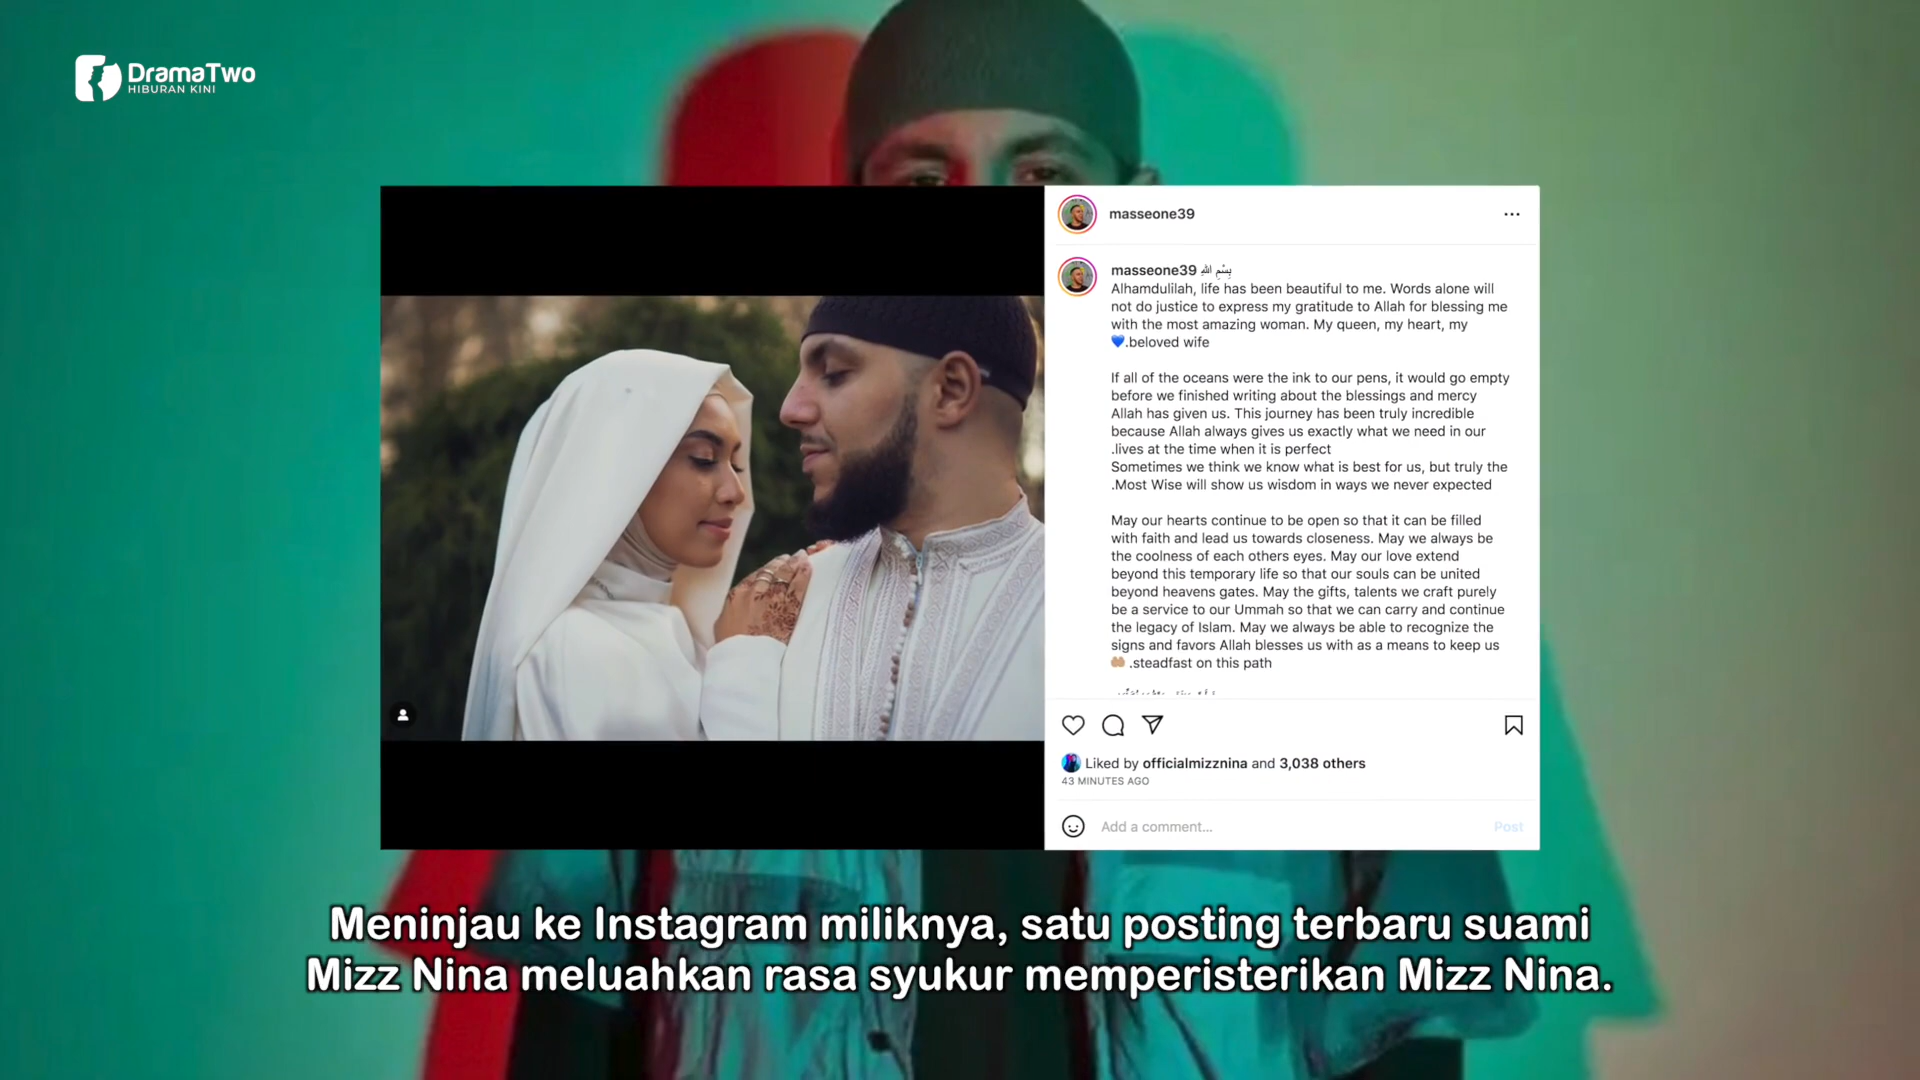 DramaTwo
HIBURAN KINI
masseone39
masseone39 بِسْمِ اللهِ
Alhamdulilah, life has been beautiful to me. Words alone will
not do justice to express my gratitude to Allah for blessing me
with the most amazing woman. My queen, my heart, my
💙.beloved wife
If all of the oceans were the ink to our pens, it would go empty
before we finished writing about the blessings and mercy
Allah has given us. This journey has been truly incredible
because Allah always gives us exactly what we need in our
.lives at the time when it is perfect
Sometimes we think we know what is best for us, but truly the
.Most Wise will show us wisdom in ways we never expected
May our hearts continue to be open so that it can be filled
with faith and lead us towards closeness. May we always be
the coolness of each others eyes. May our love extend
beyond this temporary life so that our souls can be united
beyond heavens gates. May the gifts, talents we craft purely
be a service to our Ummah so that we can carry and continue
the legacy of Islam. May we always be able to recognize the
signs and favors Allah blesses us with as a means to keep us
🤲🏼 .steadfast on this path
Liked by officialmizznina and 3,038 others
43 MINUTES AGO
Add a comment...
Post
Meninjau ke Instagram miliknya, satu posting terbaru suami
Mizz Nina meluahkan rasa syukur memperisterikan Mizz Nina.